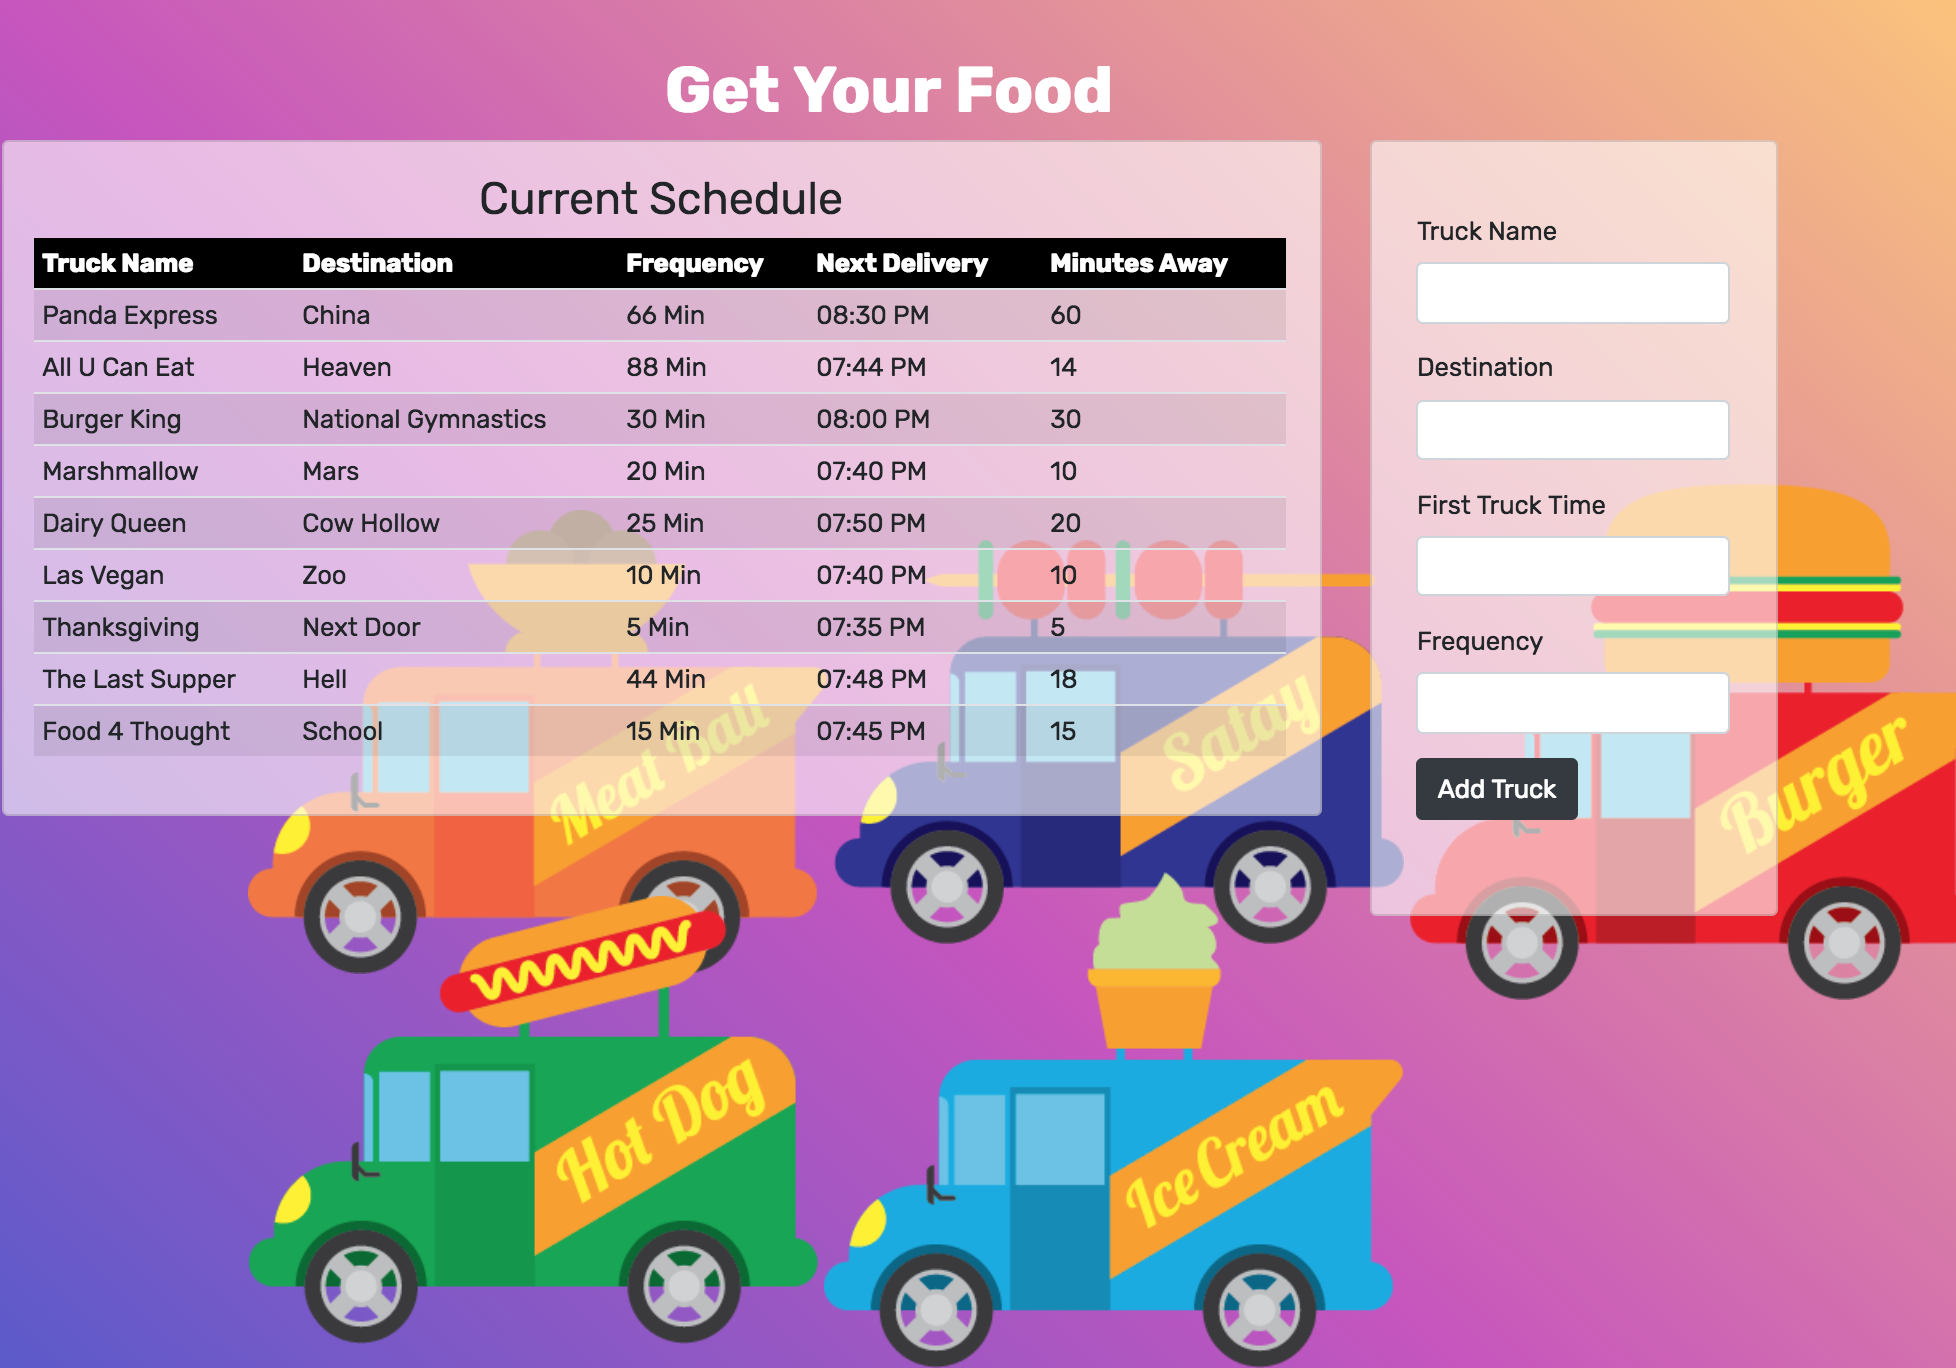 Get Your Food
Current Schedule
Truck Name Destination Frequency Next Delivery Minutes Away
Panda Express China 66 Min 08:30 PM 60
All U Can Eat Heaven 88 Min 07:44 PM 14
Burger King National Gymnastics 30 Min 08:00 PM 30
Marshmallow Mars 20 Min 07:40 PM 10
Dairy Queen Cow Hollow 25 Min 07:50 PM 20
Las Vegan Zoo 10 Min 07:40 PM 10
Thanksgiving Next Door 5 Min 07:35 PM 5
The Last Supper Hell 44 Min 07:48 PM 18
Food 4 Thought School 15 Min 07:45 PM 15
Truck Name
Destination
First Truck Time
Frequency
Add Truck
Meat Ball
Satay
Burger
Hot Dog
Ice Cream